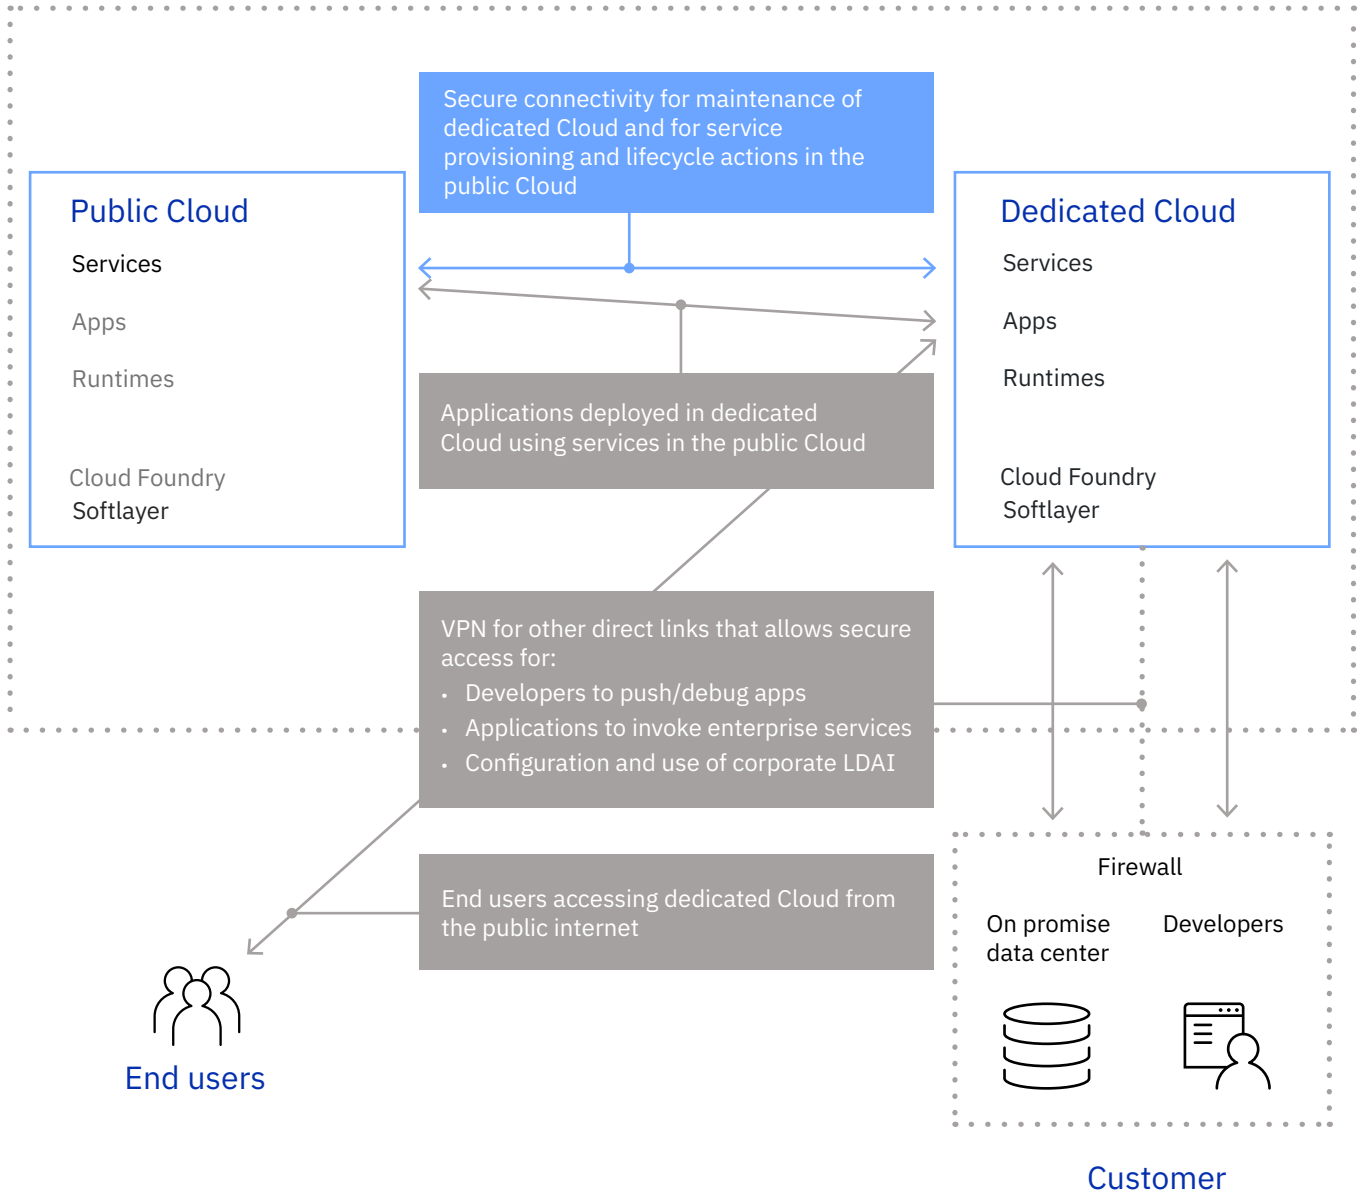 Secure connectivity for maintenance of
dedicated Cloud and for service
provisioning and lifecycle actions in the
public Cloud
Public Cloud
Services
Apps
Runtimes
Cloud Foundry
Softlayer
Dedicated Cloud
Services
Apps
Runtimes
Cloud Foundry
Softlayer
Applications deployed in dedicated
Cloud using services in the public Cloud
VPN for other direct links that allows secure
access for:
• Developers to push/debug apps
• Applications to invoke enterprise services
• Configuration and use of corporate LDAI
End users accessing dedicated Cloud from
the public internet
End users
Firewall
On promise
data center
Developers
Customer